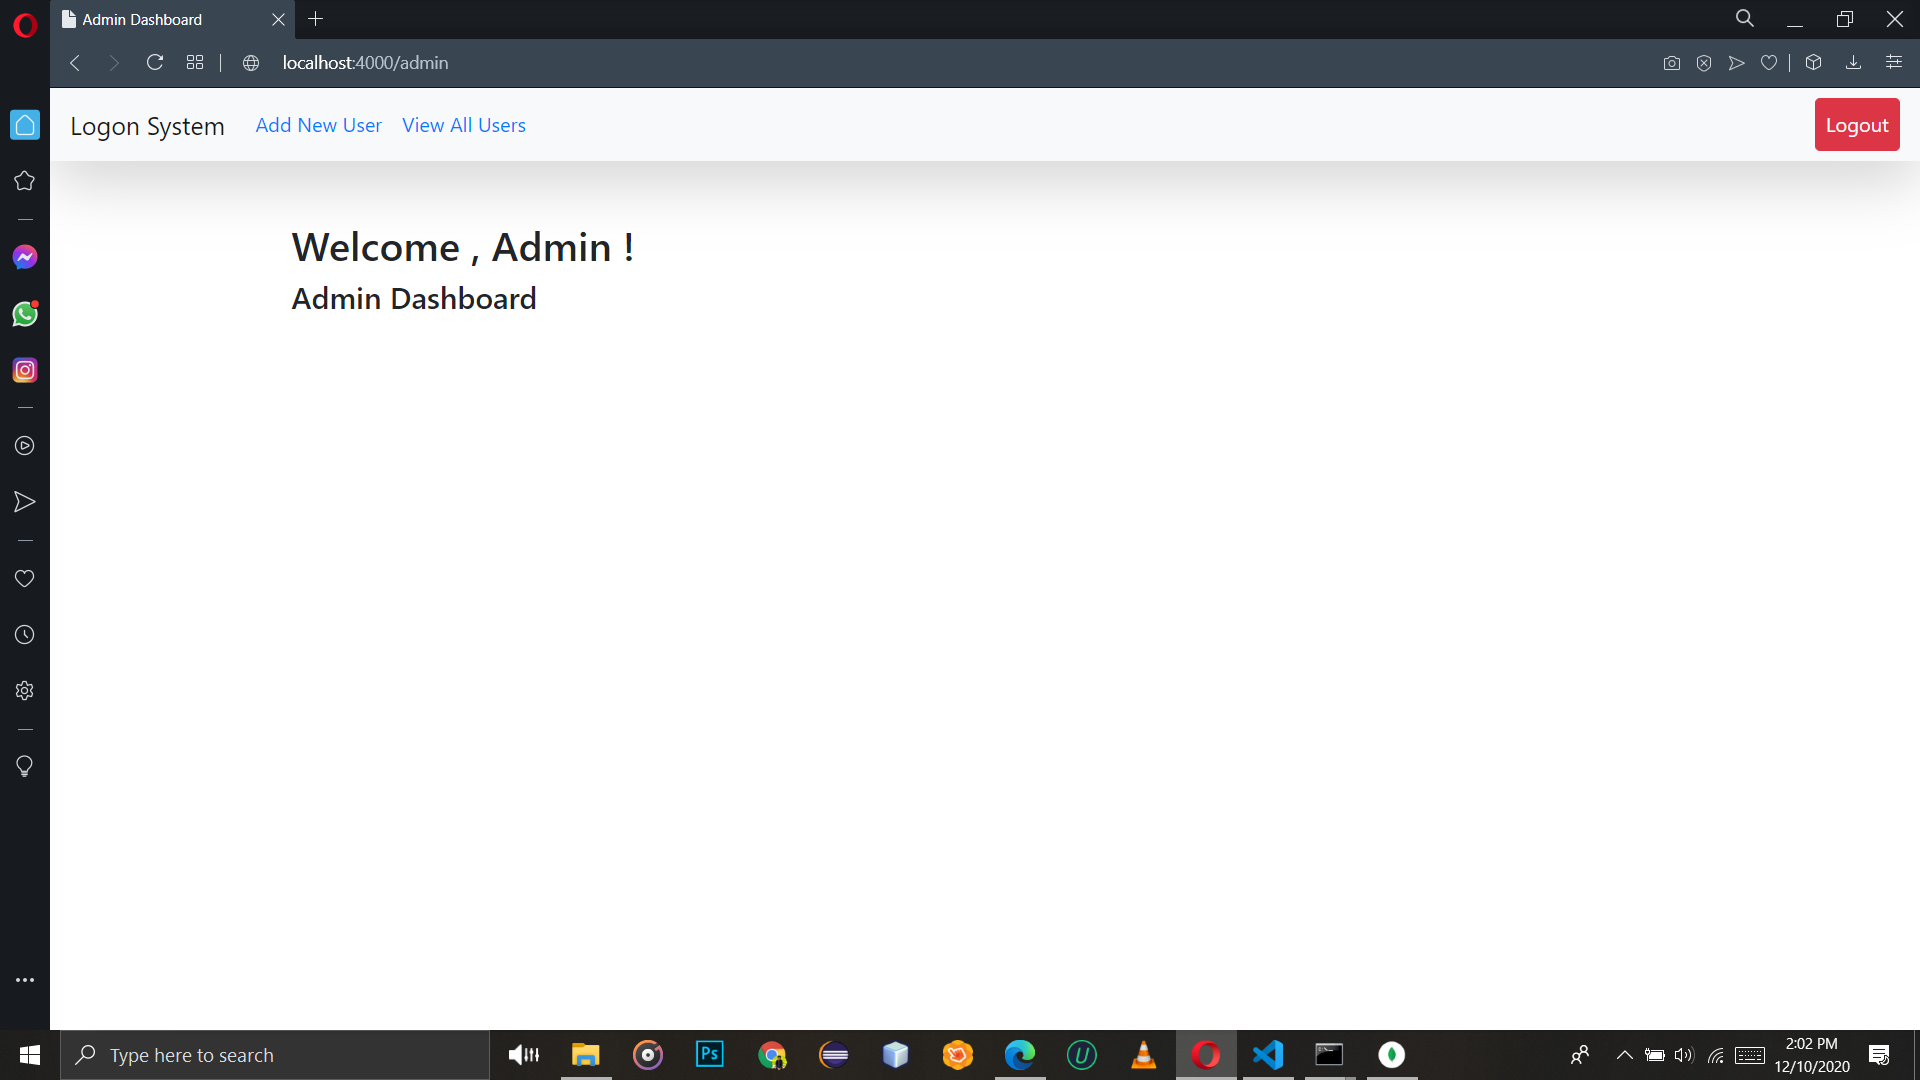 Admin Dashboard
localhost:4000/admin
Logon System Add New User View All Users Logout
Welcome , Admin !
Admin Dashboard
Type here to search
Ps
U
2:02 PM
12/10/2020